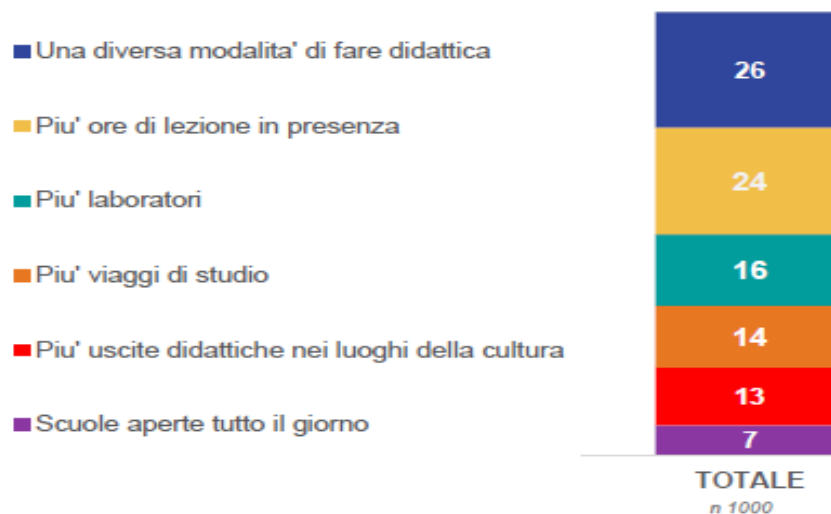 Una diversa modalita' di fare didattica
26
Piu' ore di lezione in presenza
24
Piu' laboratori
16
Piu' viaggi di studio
14
Piu' uscite didattiche nei luoghi della cultura
13
Scuole aperte tutto il giorno
7
TOTALE
n 1000